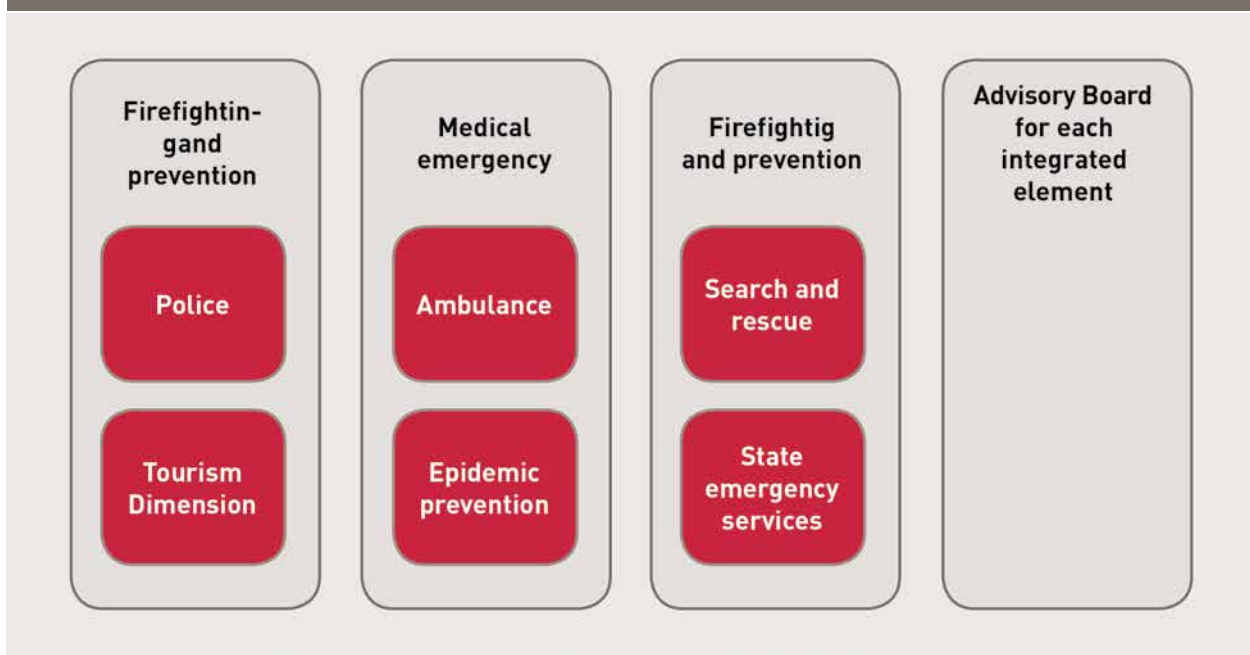 Firefightin-
gand
prevention
Police
Tourism
Dimension
Medical
emergency
Ambulance
Epidemic
prevention
Firefightig
and prevention
Search and
rescue
State
emergency
services
Advisory Board
for each
integrated
element